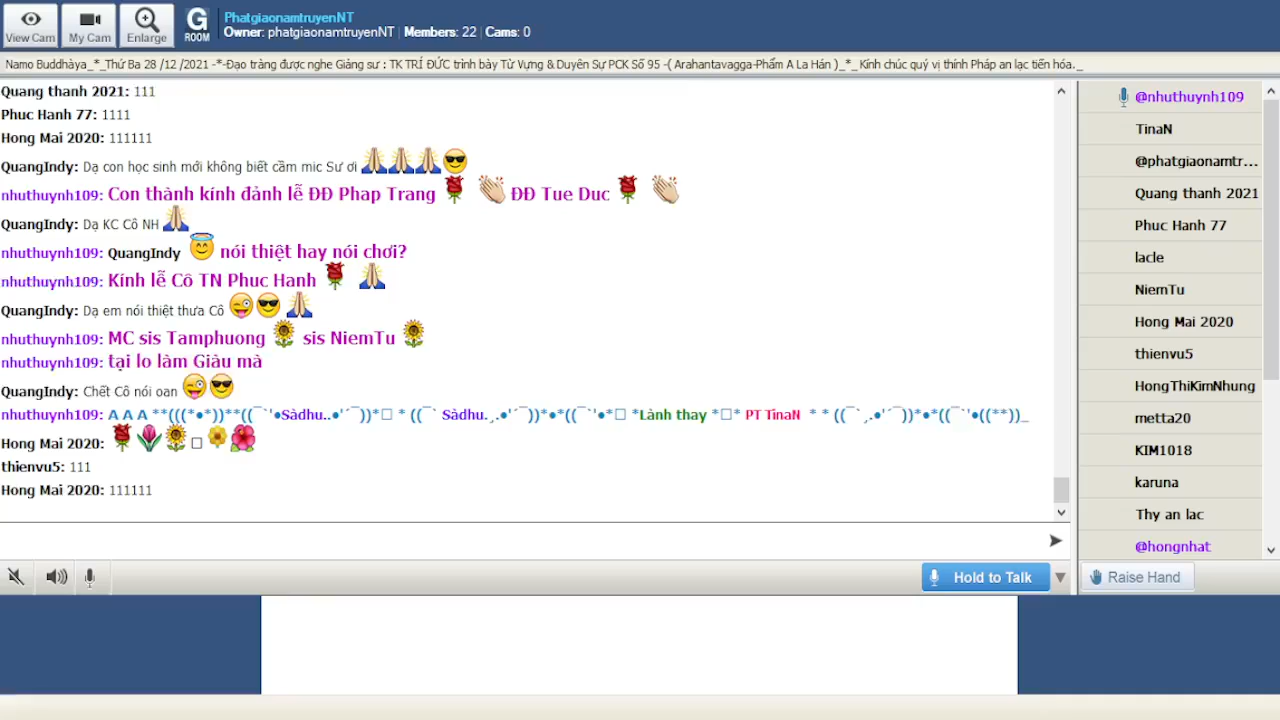 View Cam
My Cam
Enlarge
G
ROOM
PhatgiaonamtruyenNT
Owner: phatgiaonamtruyenNT | Members: 22 | Cams: 0
Namo Buddhàya_*_Thứ Ba 28 /12 /2021 -*-Đạo tràng được nghe Giảng sư : TK TRÍ ĐỨC trình bày Từ Vựng & Duyên Sự PCK Số 95 -( Arahantavagga-Phẩm A La Hán )_*_ Kính chúc quý vị thính Pháp an lạc tiến hóa._
Quang thanh 2021: 111
Phuc Hanh 77: 1111
Hong Mai 2020: 111111
QuangIndy: Dạ con học sinh mới không biết cầm mic Sư ơi 🙏🙏🙏😎
nhuthuynh109: Con thành kính đảnh lễ ĐĐ Phap Trang 🌹 👏 ĐĐ Tue Duc 🌹 👏
QuangIndy: Dạ KC Cô NH 🙏
nhuthuynh109: QuangIndy 😇 nói thiệt hay nói chơi?
nhuthuynh109: Kính lễ Cô TN Phuc Hanh 🌹 🙏
QuangIndy: Dạ em nói thiệt thưa Cô 😜😎 🙏
nhuthuynh109: MC sis Tamphuong 🌻 sis NiemTu 🌻
nhuthuynh109: tại lo làm Giàu mà
QuangIndy: Chết Cô nói oan 😜😎
nhuthuynh109: A A A **(((*•*))**((¯`'•Sàdhu..•'´¯))*□ * ((¯` Sàdhu.¸.•'´¯))*•*((¯`'•*□ *Lành thay *□* PT TinaN * * ((¯`¸.•'´¯))*•*((¯`'•((**))_
Hong Mai 2020: 🌹🌷🌻□🌼🌺
thienvu5: 111
Hong Mai 2020: 111111
@nhuthuynh109
TinaN
@phatgiaonamtr...
Quang thanh 2021
Phuc Hanh 77
lacle
NiemTu
Hong Mai 2020
thienvu5
HongThiKimNhung
metta20
KIM1018
karuna
Thy an lac
@hongnhat
Hold to Talk
Raise Hand